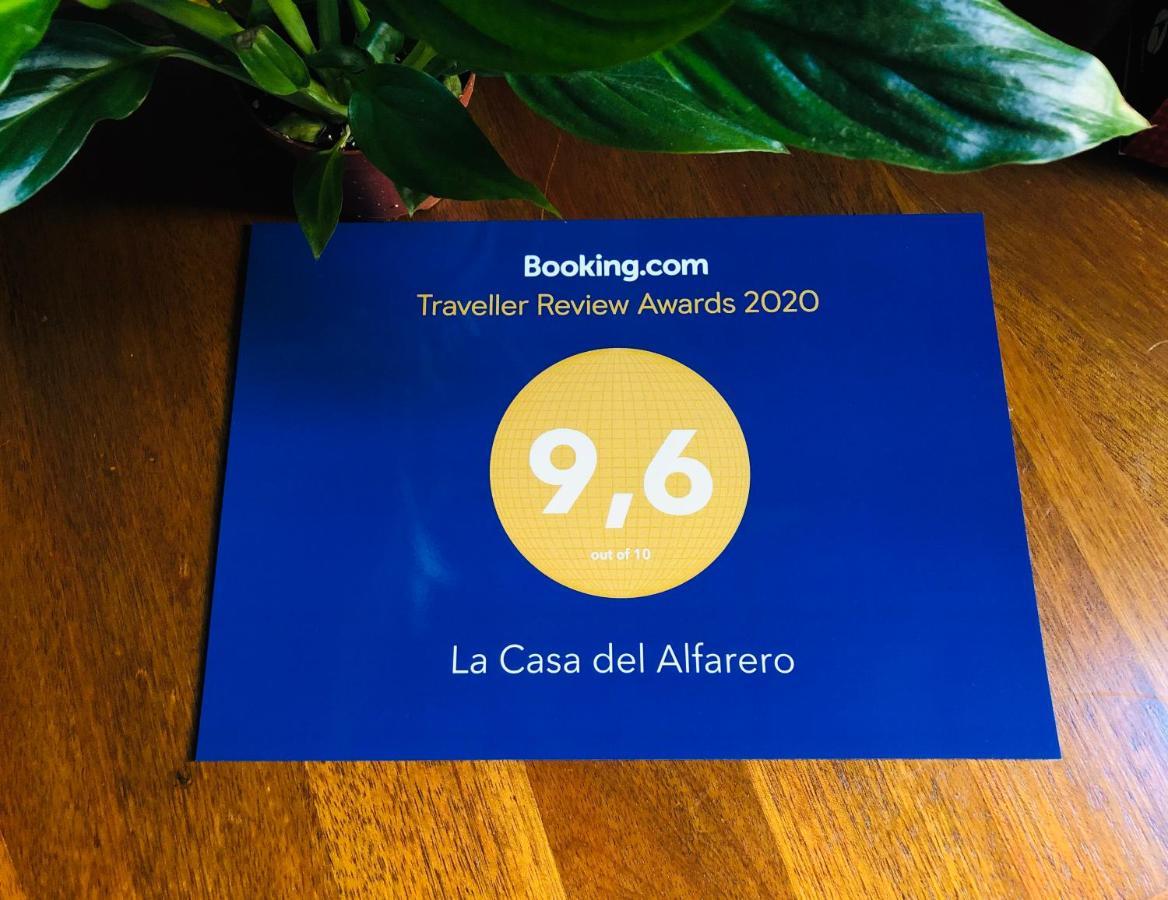 Booking.com
Traveller Review Awards 2020
9,6
out of 10
La Casa del Alfarero